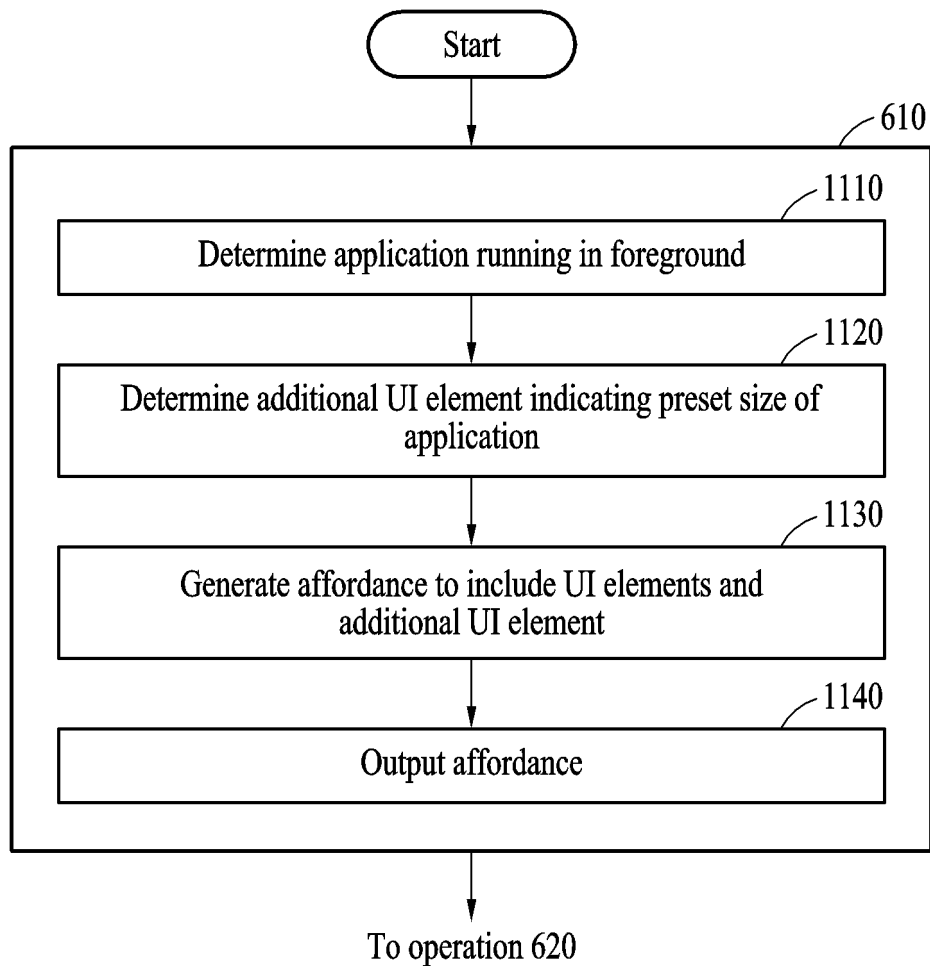 Start
610
1110
Determine application running in foreground
1120
Determine additional UI element indicating preset size of
application
1130
Generate affordance to include UI elements and
additional UI element
1140
Output affordance
To operation 620